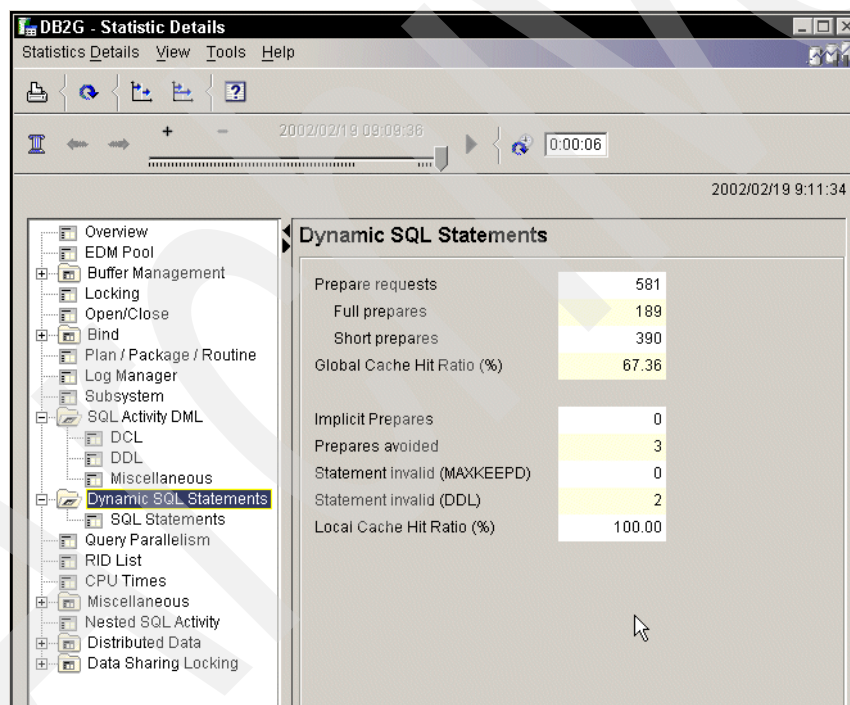 DB2G - Statistic Details
Statistics Details View Tools Help
2002/02/19 09:09:36
0:00:06
2002/02/19 9:11:34
Overview
EDM Pool
Buffer Management
Locking
Open/Close
Bind
Plan / Package / Routine
Log Manager
Subsystem
SQL Activity DML
DCL
DDL
Miscellaneous
Dynamic SQL Statements
SQL Statements
Query Parallelism
RID List
CPU Times
Miscellaneous
Nested SQL Activity
Distributed Data
Data Sharing Locking
Dynamic SQL Statements
Prepare requests 581
Full prepares 189
Short prepares 390
Global Cache Hit Ratio (%) 67.36
Implicit Prepares 0
Prepares avoided 3
Statement invalid (MAXKEEPD) 0
Statement invalid (DDL) 2
Local Cache Hit Ratio (%) 100.00